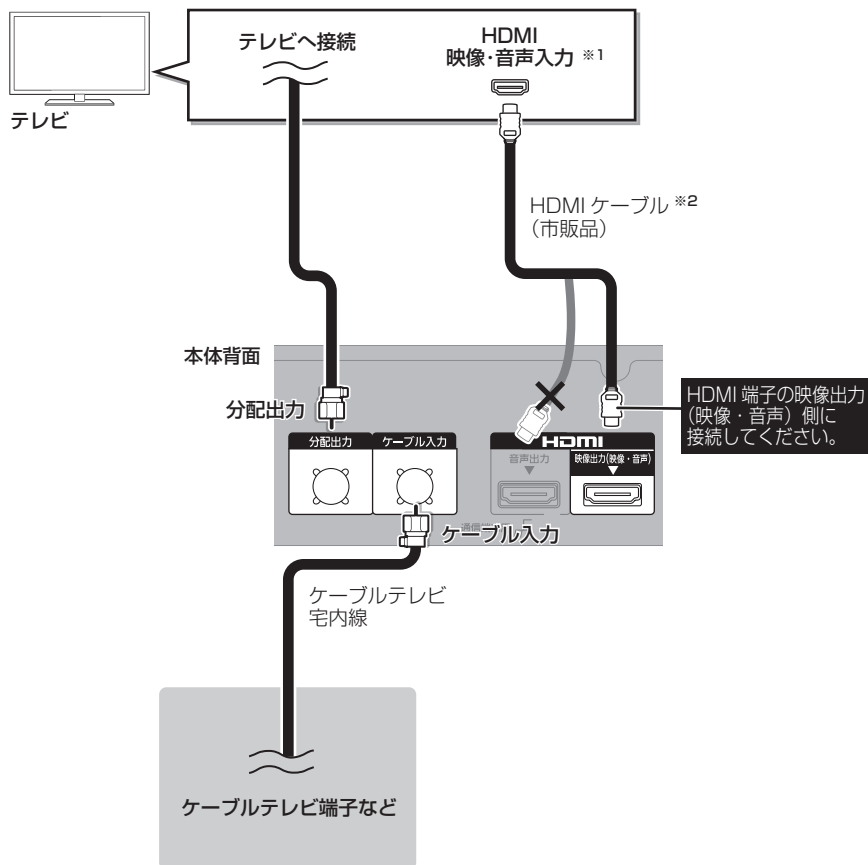 テレビへ接続
HDMI
映像・音声入力 ※1
テレビ
HDMI ケーブル ※2
（市販品）
本体背面
分配出力
HDMI 端子の映像出力
（映像・音声）側に
接続してください。
分配出力
ケーブル入力
HDMI
音声出力
映像出力(映像・音声)
ケーブル入力
ケーブルテレビ
宅内線
ケーブルテレビ端子など